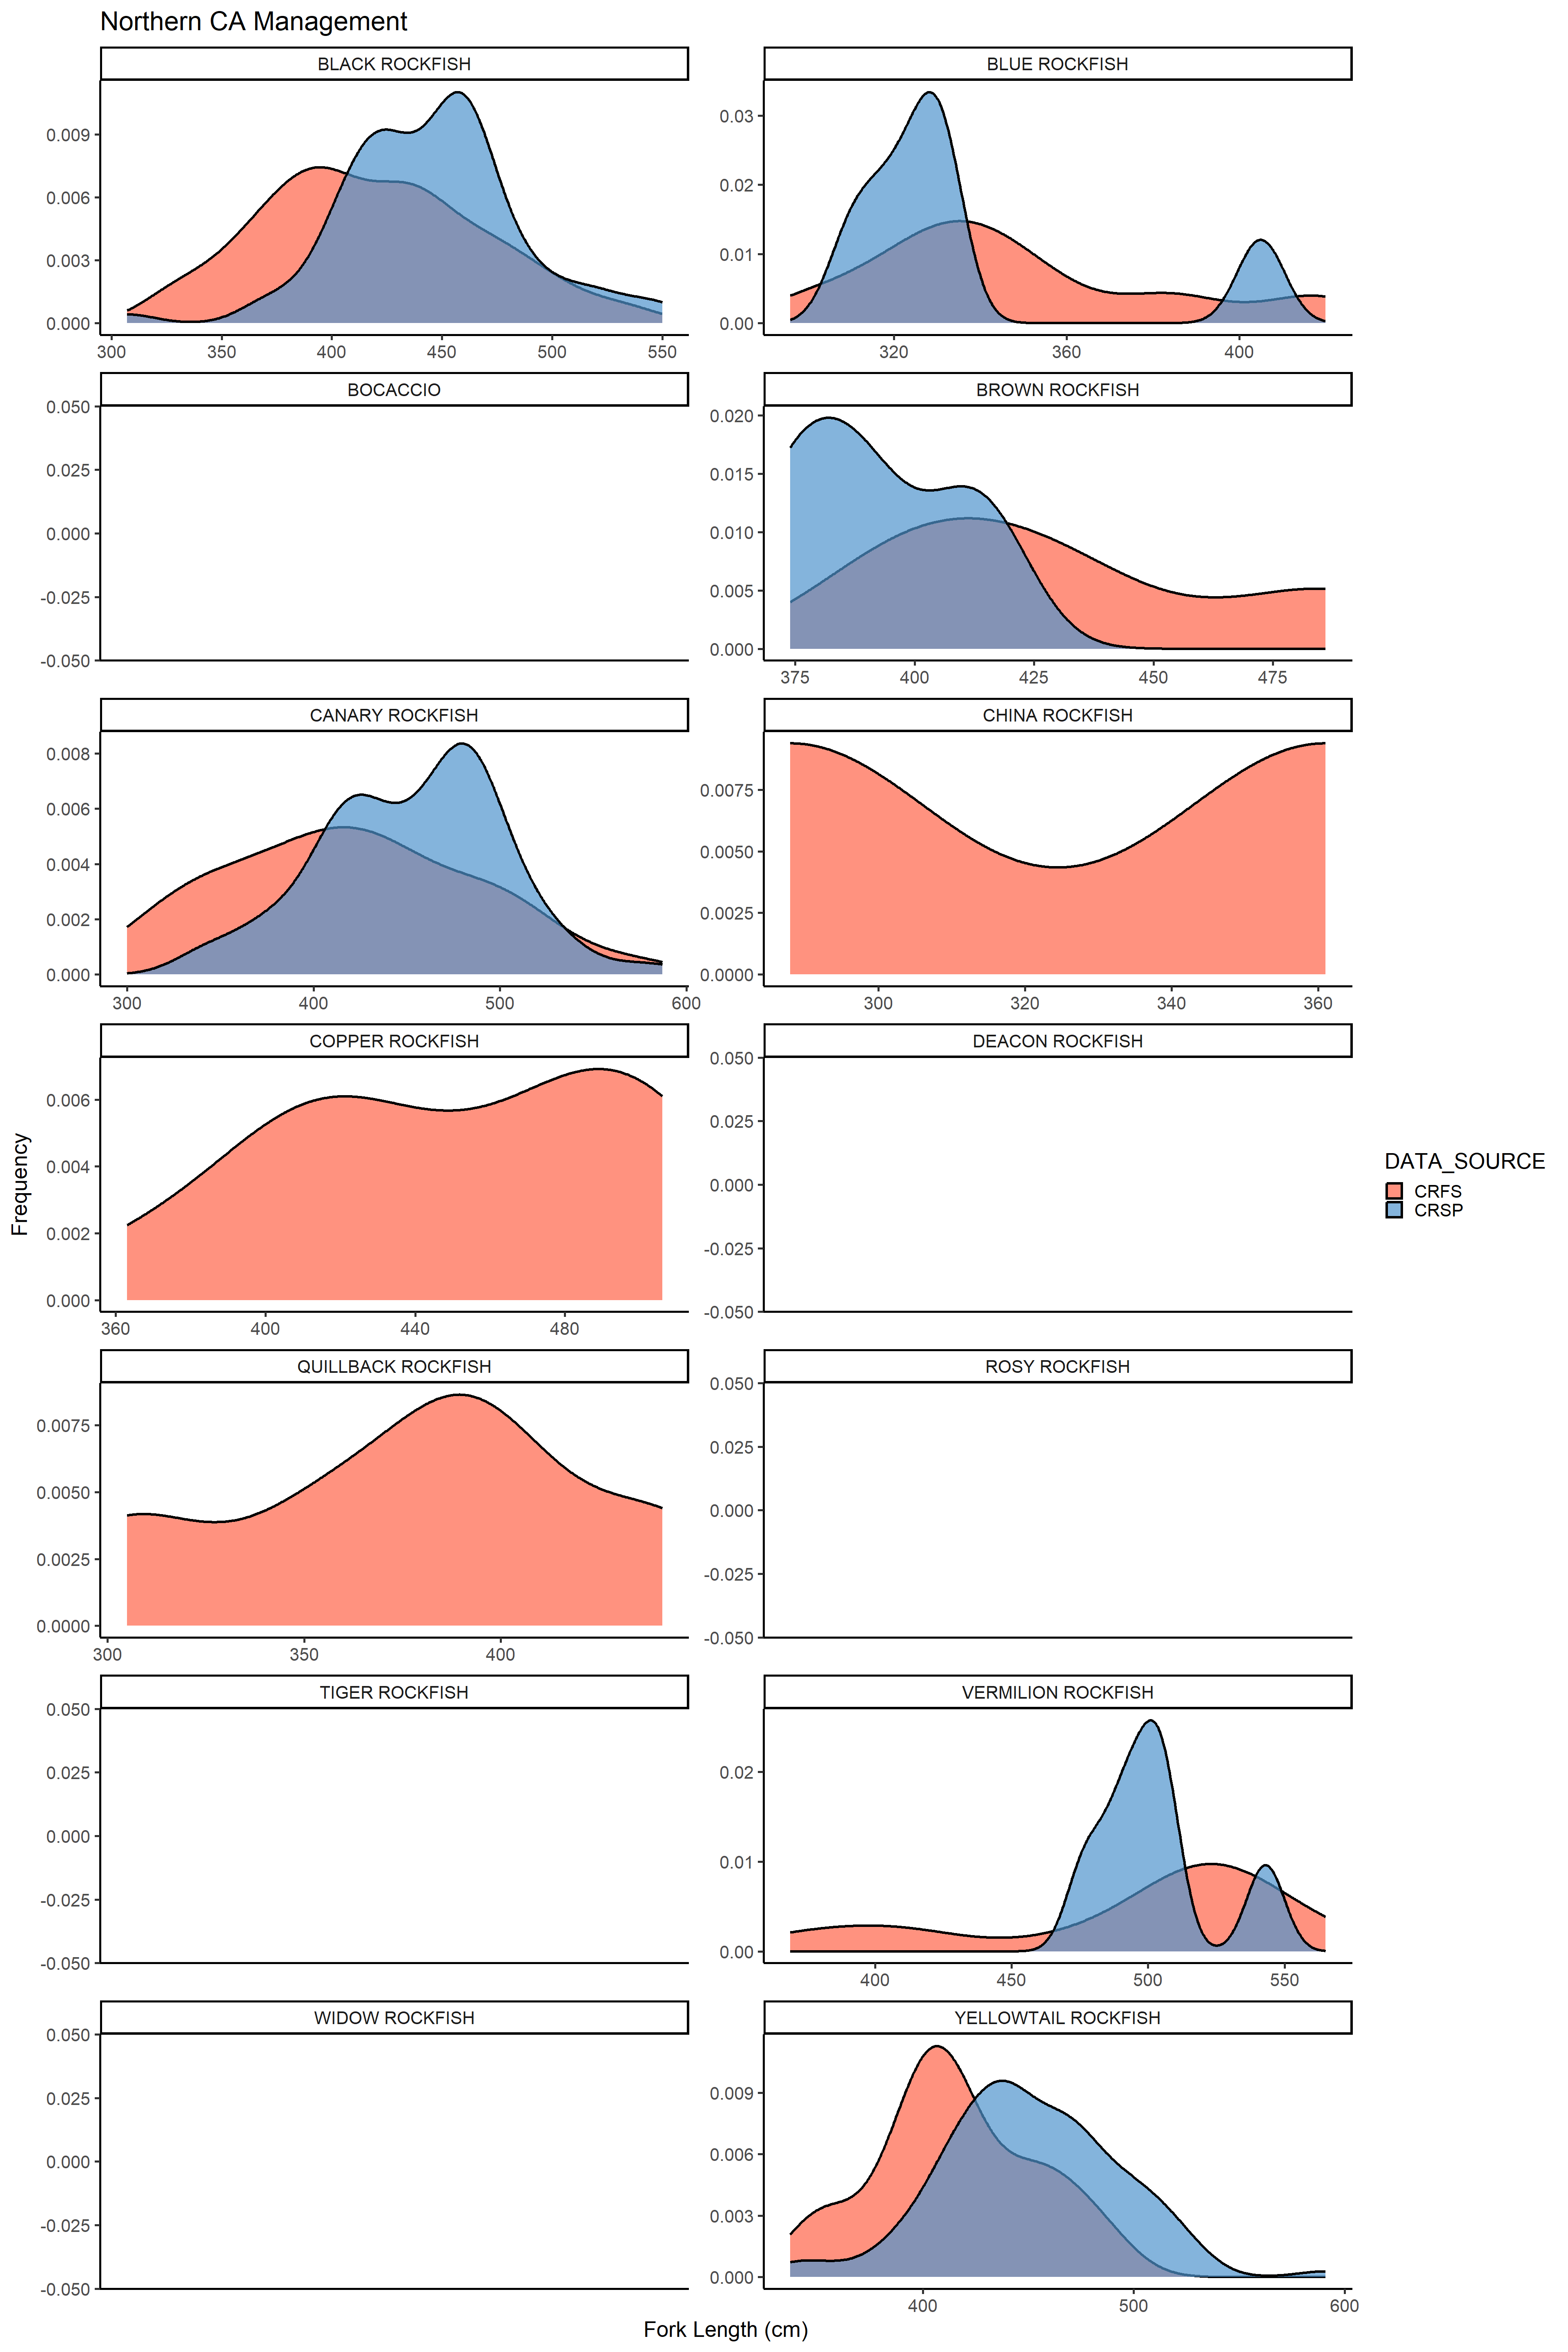 Northern CA Management
BLACK ROCKFISH
BLUE ROCKFISH
0.009
0.006
0.003
0.000
300 350 400 450 500 550
0.03
0.02
0.01
0.00
320 360 400
BOCACCIO
BROWN ROCKFISH
0.050
0.025
0.000
-0.025
-0.050
0.020
0.015
0.010
0.005
0.000
375 400 425 450 475
CANARY ROCKFISH
CHINA ROCKFISH
0.008
0.006
0.004
0.002
0.000
300 400 500 600
0.0075
0.0050
0.0025
0.0000
300 320 340 360
COPPER ROCKFISH
DEACON ROCKFISH
0.006
0.004
0.002
0.000
360 400 440 480
0.050
0.025
0.000
-0.025
-0.050
QUILLBACK ROCKFISH
ROSY ROCKFISH
0.0075
0.0050
0.0025
0.0000
300 350 400
0.050
0.025
0.000
-0.025
-0.050
TIGER ROCKFISH
VERMILION ROCKFISH
0.050
0.025
0.000
-0.025
-0.050
0.02
0.01
0.00
400 450 500 550
WIDOW ROCKFISH
YELLOWTAIL ROCKFISH
0.050
0.025
0.000
-0.025
-0.050
0.009
0.006
0.003
0.000
400 500 600
Frequency
Fork Length (cm)
DATA_SOURCE
CRFS
CRSP